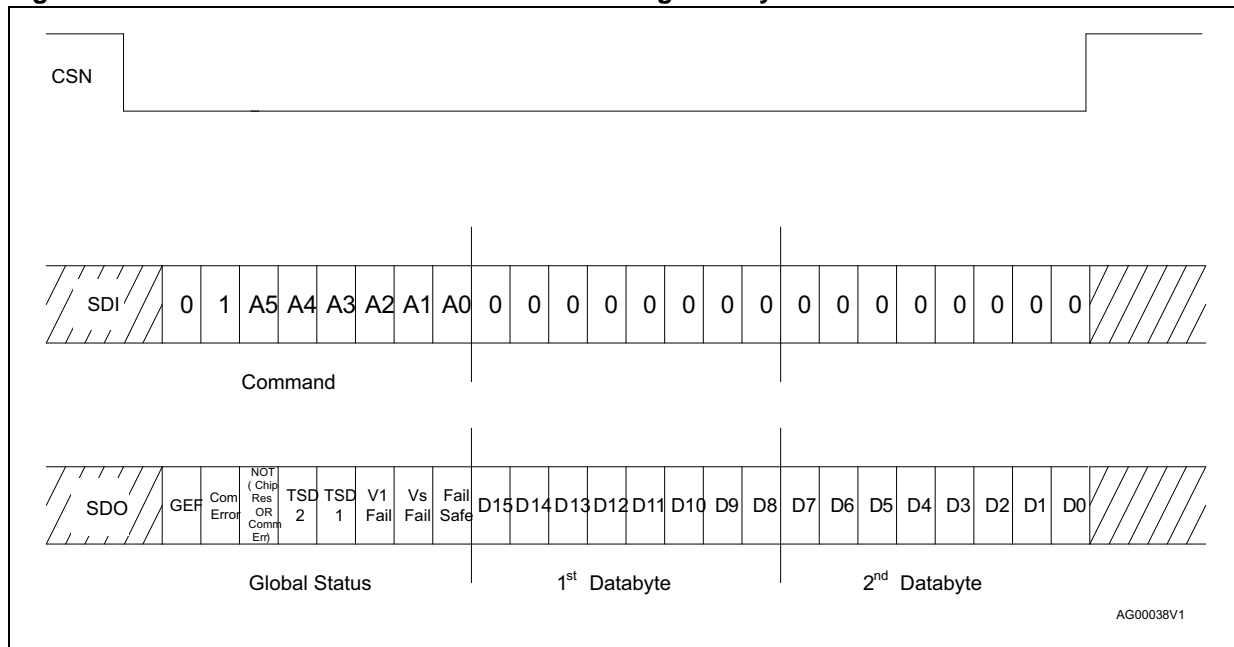 CSN
SDI 0 1 A5 A4 A3 A2 A1 A0 0 0 0 0 0 0 0 0 0 0 0 0 0 0 0 0
Command
SDO GEF Com Error NOT ( Chip Res OR Comm Err) TSD 2 TSD 1 V1 Fail Vs Fail Fail Safe D15 D14 D13 D12 D11 D10 D9 D8 D7 D6 D5 D4 D3 D2 D1 D0
Global Status 1st Databyte 2nd Databyte
AG00038V1